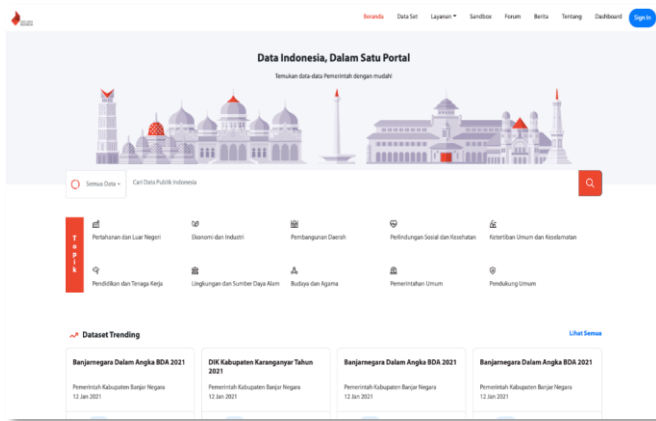 Beranda Data Set Layanan Sandbox Forum Berita Tentang Dashboard Sign In
Data Indonesia, Dalam Satu Portal
Temukan data-data Pemerintah dengan mudah!
Semua Data Cari Data Publik Indonesia
Topik
Pertahanan dan Luar Negeri Ekonomi dan Industri Pembangunan Daerah Perlindungan Sosial dan Kesehatan Ketertiban Umum dan Keselamatan
Pendidikan dan Tenaga Kerja Lingkungan dan Sumber Daya Alam Budaya dan Agama Pemerintahan Umum Pendukung Umum
Dataset Trending Lihat Semua
Banjarnegara Dalam Angka BDA 2021
Pemerintah Kabupaten Banjar Negara
12 Jan 2021
DIK Kabupaten Karanganyar Tahun
2021
Pemerintah Kabupaten Banjar Negara
12 Jan 2021
Banjarnegara Dalam Angka BDA 2021
Pemerintah Kabupaten Banjar Negara
12 Jan 2021
Banjarnegara Dalam Angka BDA 2021
Pemerintah Kabupaten Banjar Negara
12 Jan 2021